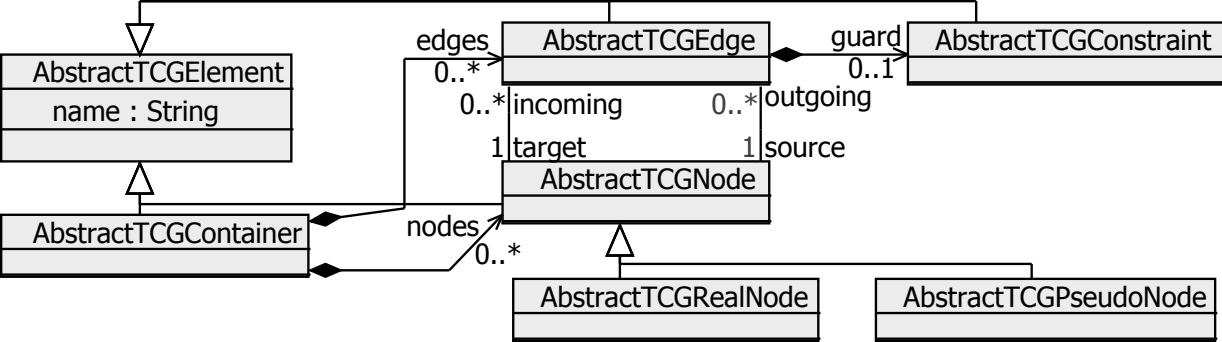 edges
AbstractTCGEdge
guard
AbstractTCGConstraint
0..*
0..1
AbstractTCGElement
name : String
0..*
incoming
0..*
outgoing
1
target
1
source
AbstractTCGNode
AbstractTCGContainer
nodes
0..*
AbstractTCGRealNode
AbstractTCGPseudoNode